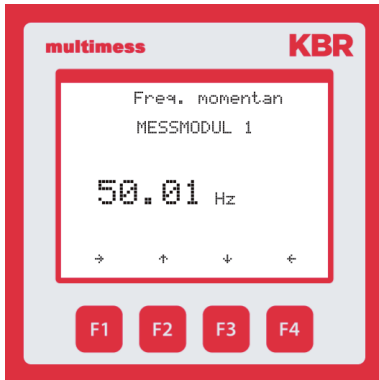 multimess KBR
Freq. momentan
MESSMODUL 1
50.01 Hz
→ ↑ ↓ ←
F1 F2 F3 F4